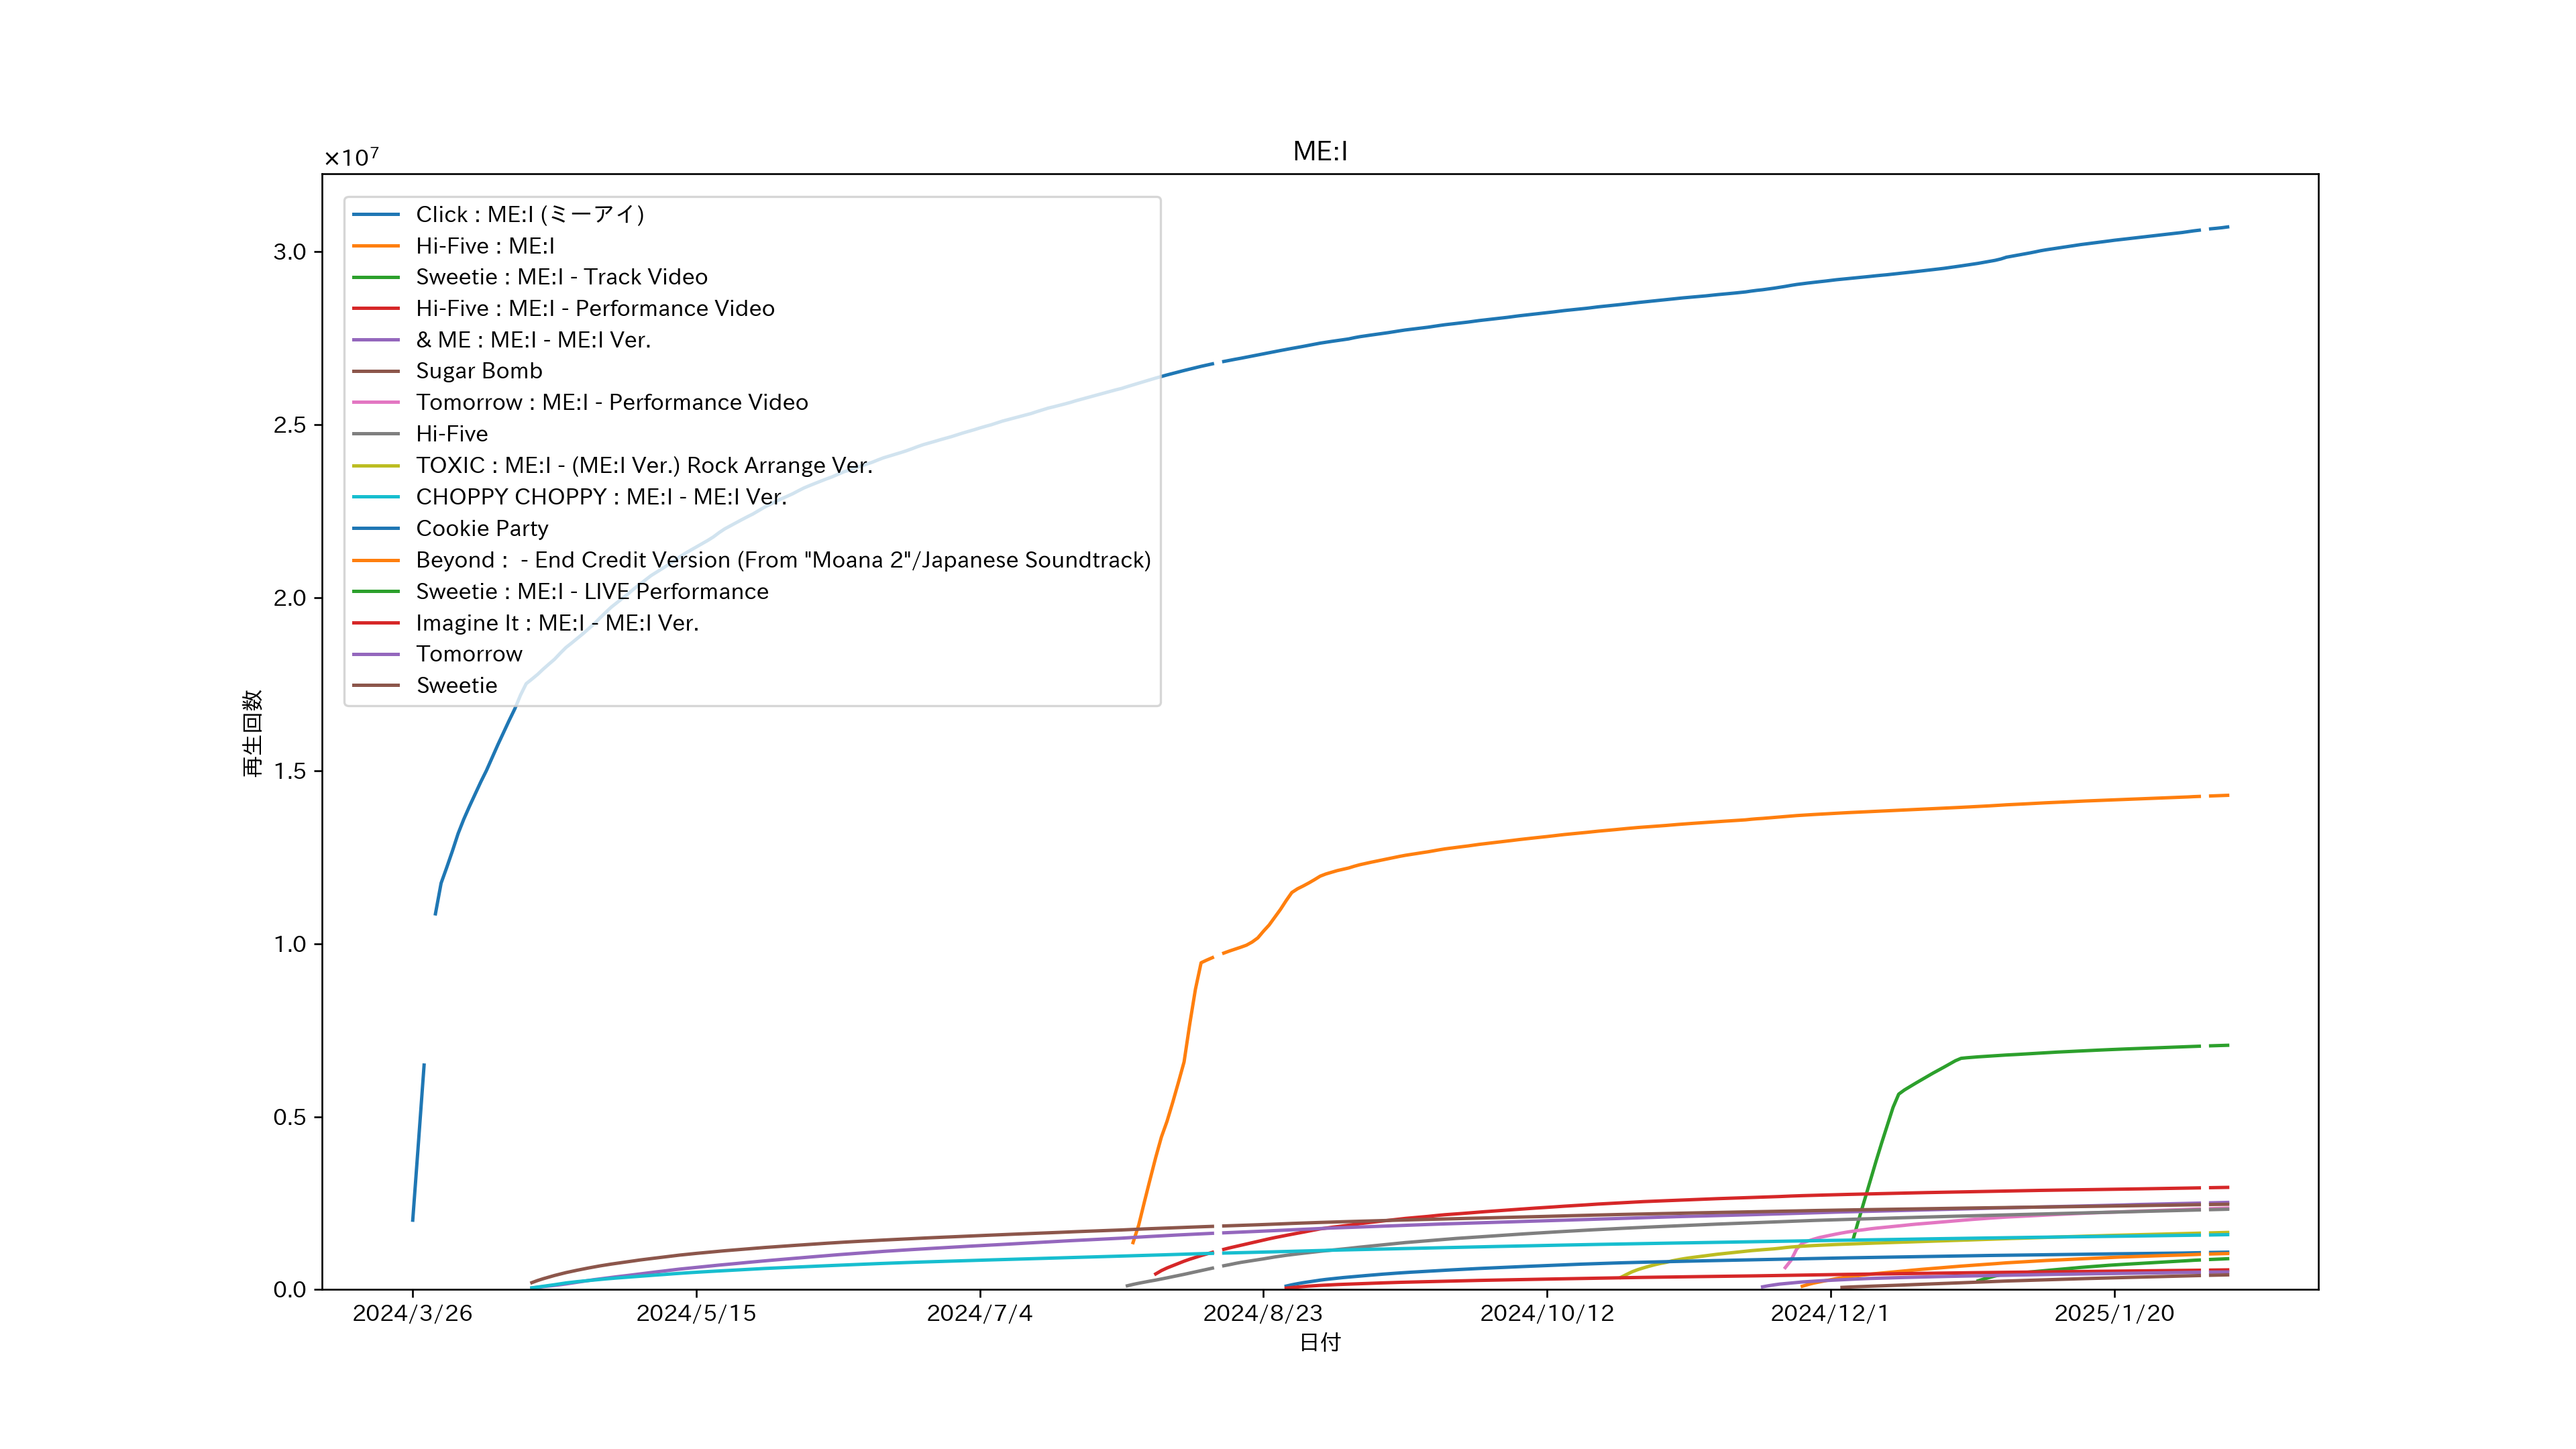 ME:I
×10⁷
Click : ME:I (ミーアイ)
Hi-Five : ME:I
Sweetie : ME:I - Track Video
Hi-Five : ME:I - Performance Video
& ME : ME:I - ME:I Ver.
Sugar Bomb
Tomorrow : ME:I - Performance Video
Hi-Five
TOXIC : ME:I - (ME:I Ver.) Rock Arrange Ver.
CHOPPY CHOPPY : ME:I - ME:I Ver.
Cookie Party
Beyond :  - End Credit Version (From "Moana 2"/Japanese Soundtrack)
Sweetie : ME:I - LIVE Performance
Imagine It : ME:I - ME:I Ver.
Tomorrow
Sweetie
3.0
2.5
2.0
1.5
1.0
0.5
0.0
再生回数
2024/3/26 2024/5/15 2024/7/4 2024/8/23 2024/10/12 2024/12/1 2025/1/20
日付